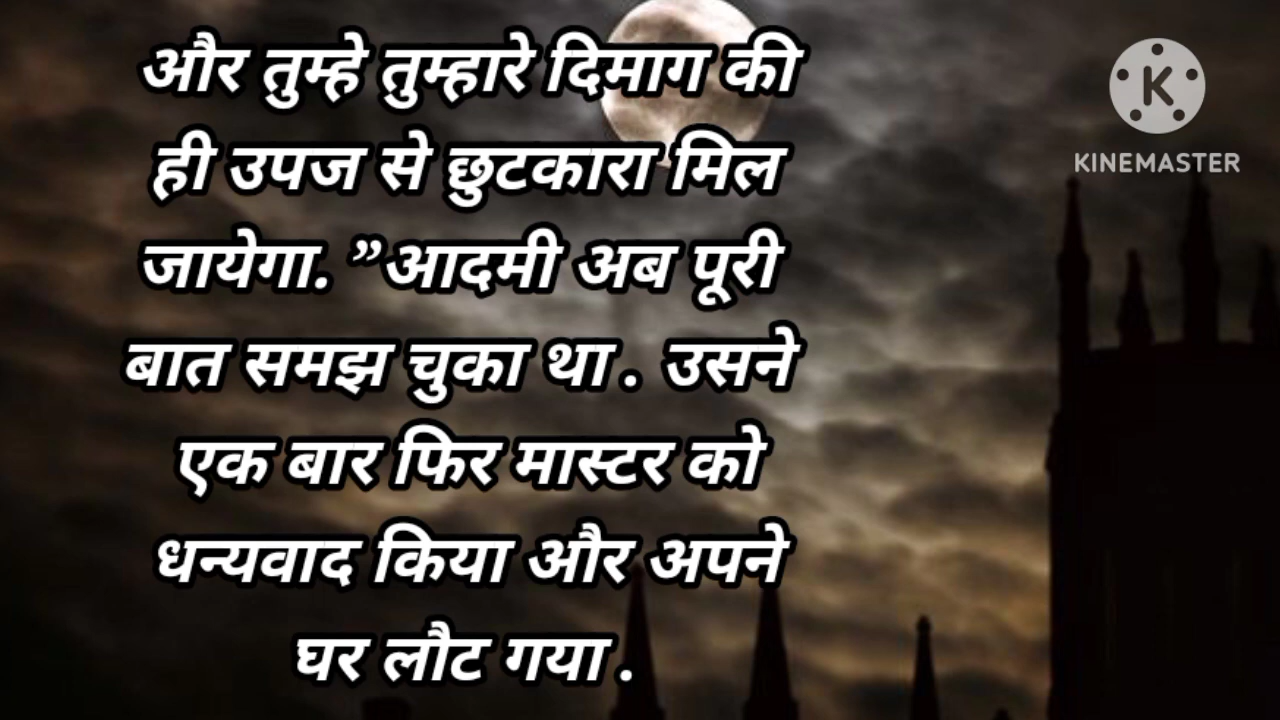 और तुम्हे तुम्हारे दिमाग की
ही उपज से छुटकारा मिल
जायेगा. ”आदमी अब पूरी
बात समझ चुका था . उसने
एक बार फिर मास्टर को
धन्यवाद किया और अपने
घर लौट गया .
K
KINEMASTER